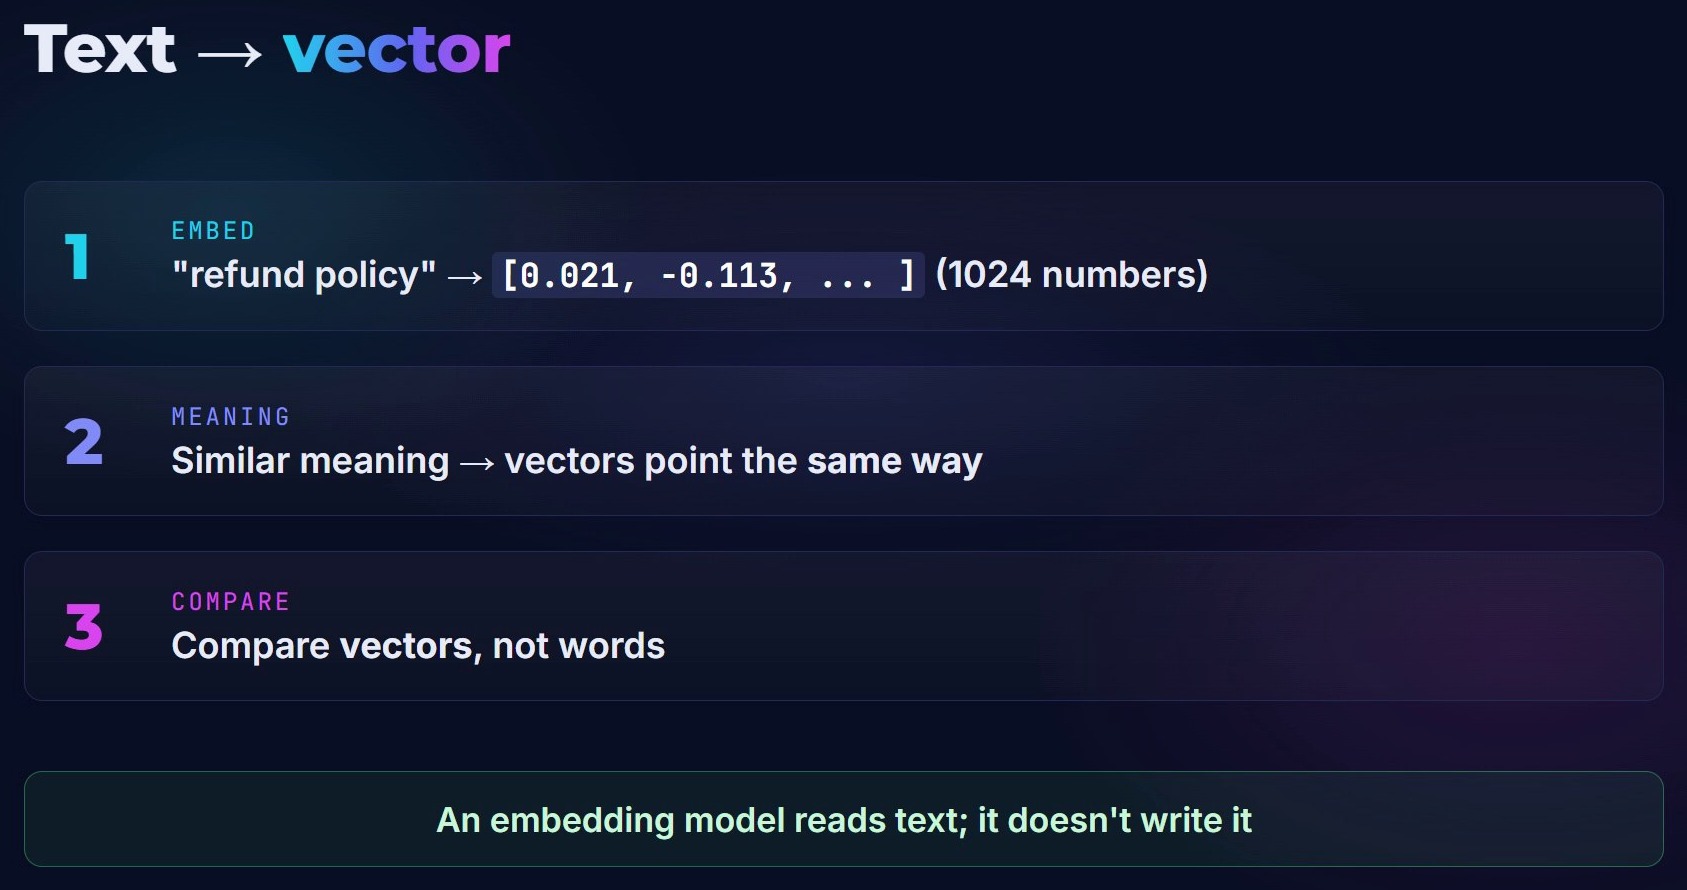 Text → vector
1
EMBED
"refund policy" → [0.021, -0.113, ... ] (1024 numbers)
2
MEANING
Similar meaning → vectors point the same way
3
COMPARE
Compare vectors, not words
An embedding model reads text; it doesn't write it